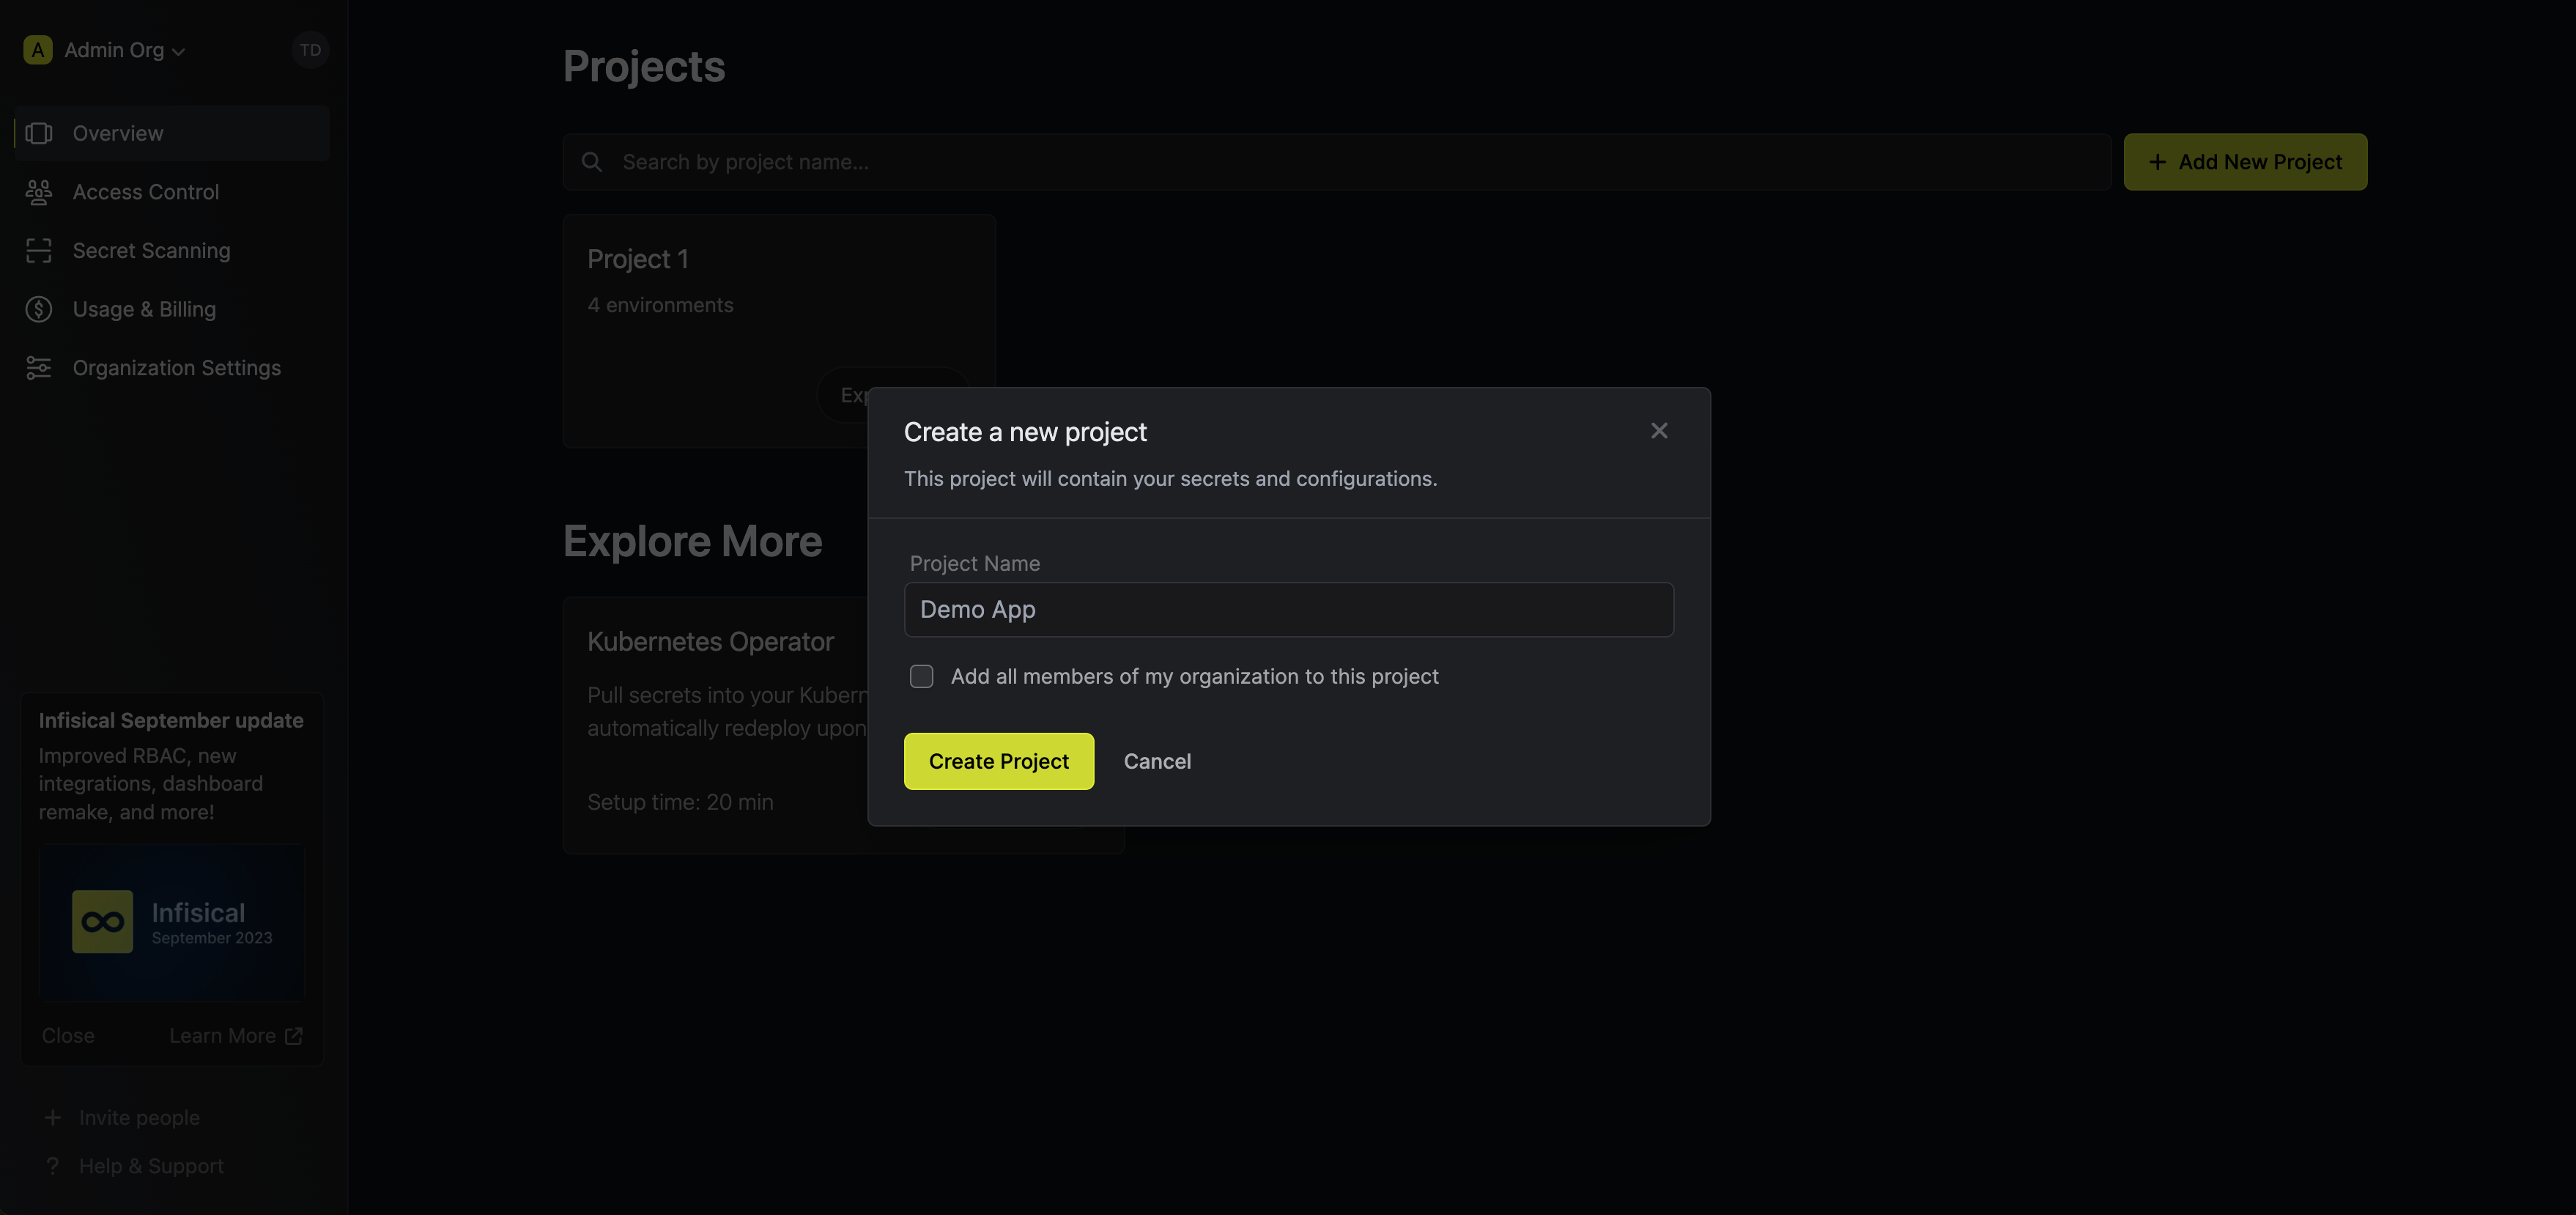 A Admin Org
TD
Overview
Access Control
Secret Scanning
Usage & Billing
Organization Settings
Infisical September update
Improved RBAC, new
integrations, dashboard
remake, and more!
Infisical
September 2023
Close
Learn More
Invite people
? Help & Support
Projects
Search by project name...
+ Add New Project
Project 1
4 environments
Explore More
Kubernetes Operator
Pull secrets into your
automatically redeploy upon
Setup time: 20 min
Create a new project
This project will contain your secrets and configurations.
Project Name
Demo App
Add all members of my organization to this project
Create Project
Cancel